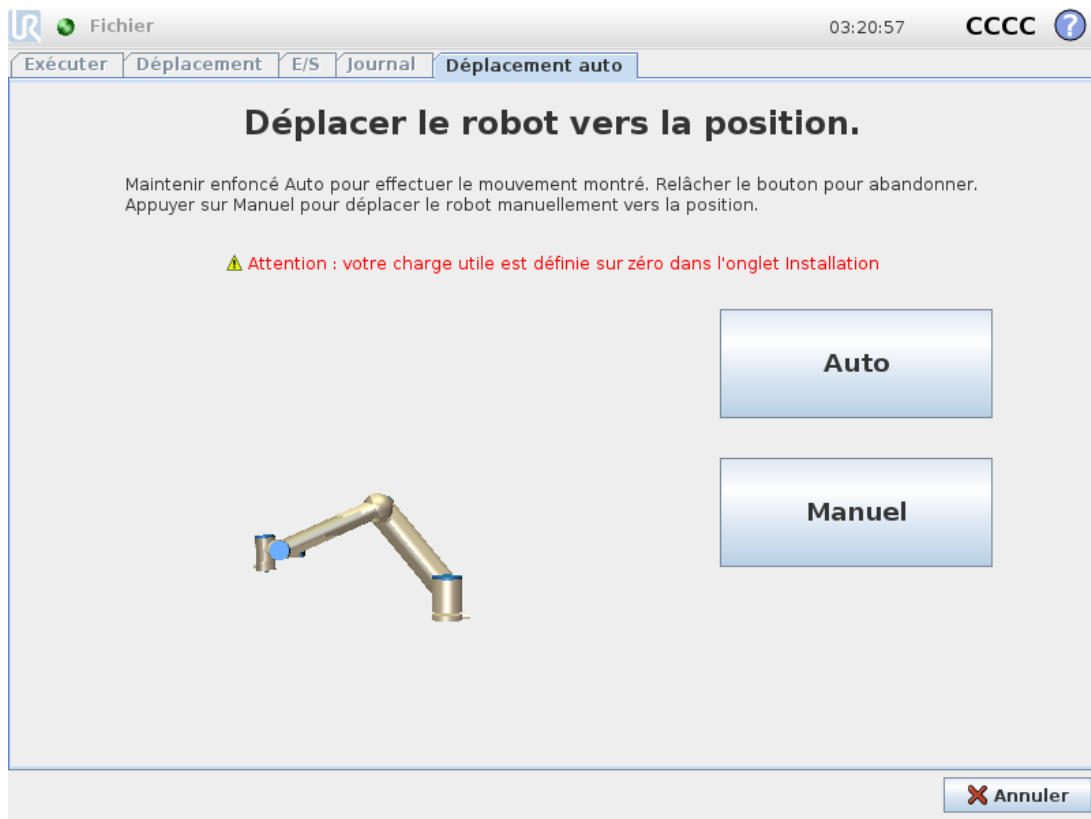 UR Fichier 03:20:57 CCCC ?
Exécuter Déplacement E/S Journal Déplacement auto
Déplacer le robot vers la position.
Maintenir enfoncé Auto pour effectuer le mouvement montré. Relâcher le bouton pour abandonner.
Appuyer sur Manuel pour déplacer le robot manuellement vers la position.
Attention : votre charge utile est définie sur zéro dans l'onglet Installation
Auto
Manuel
Annuler